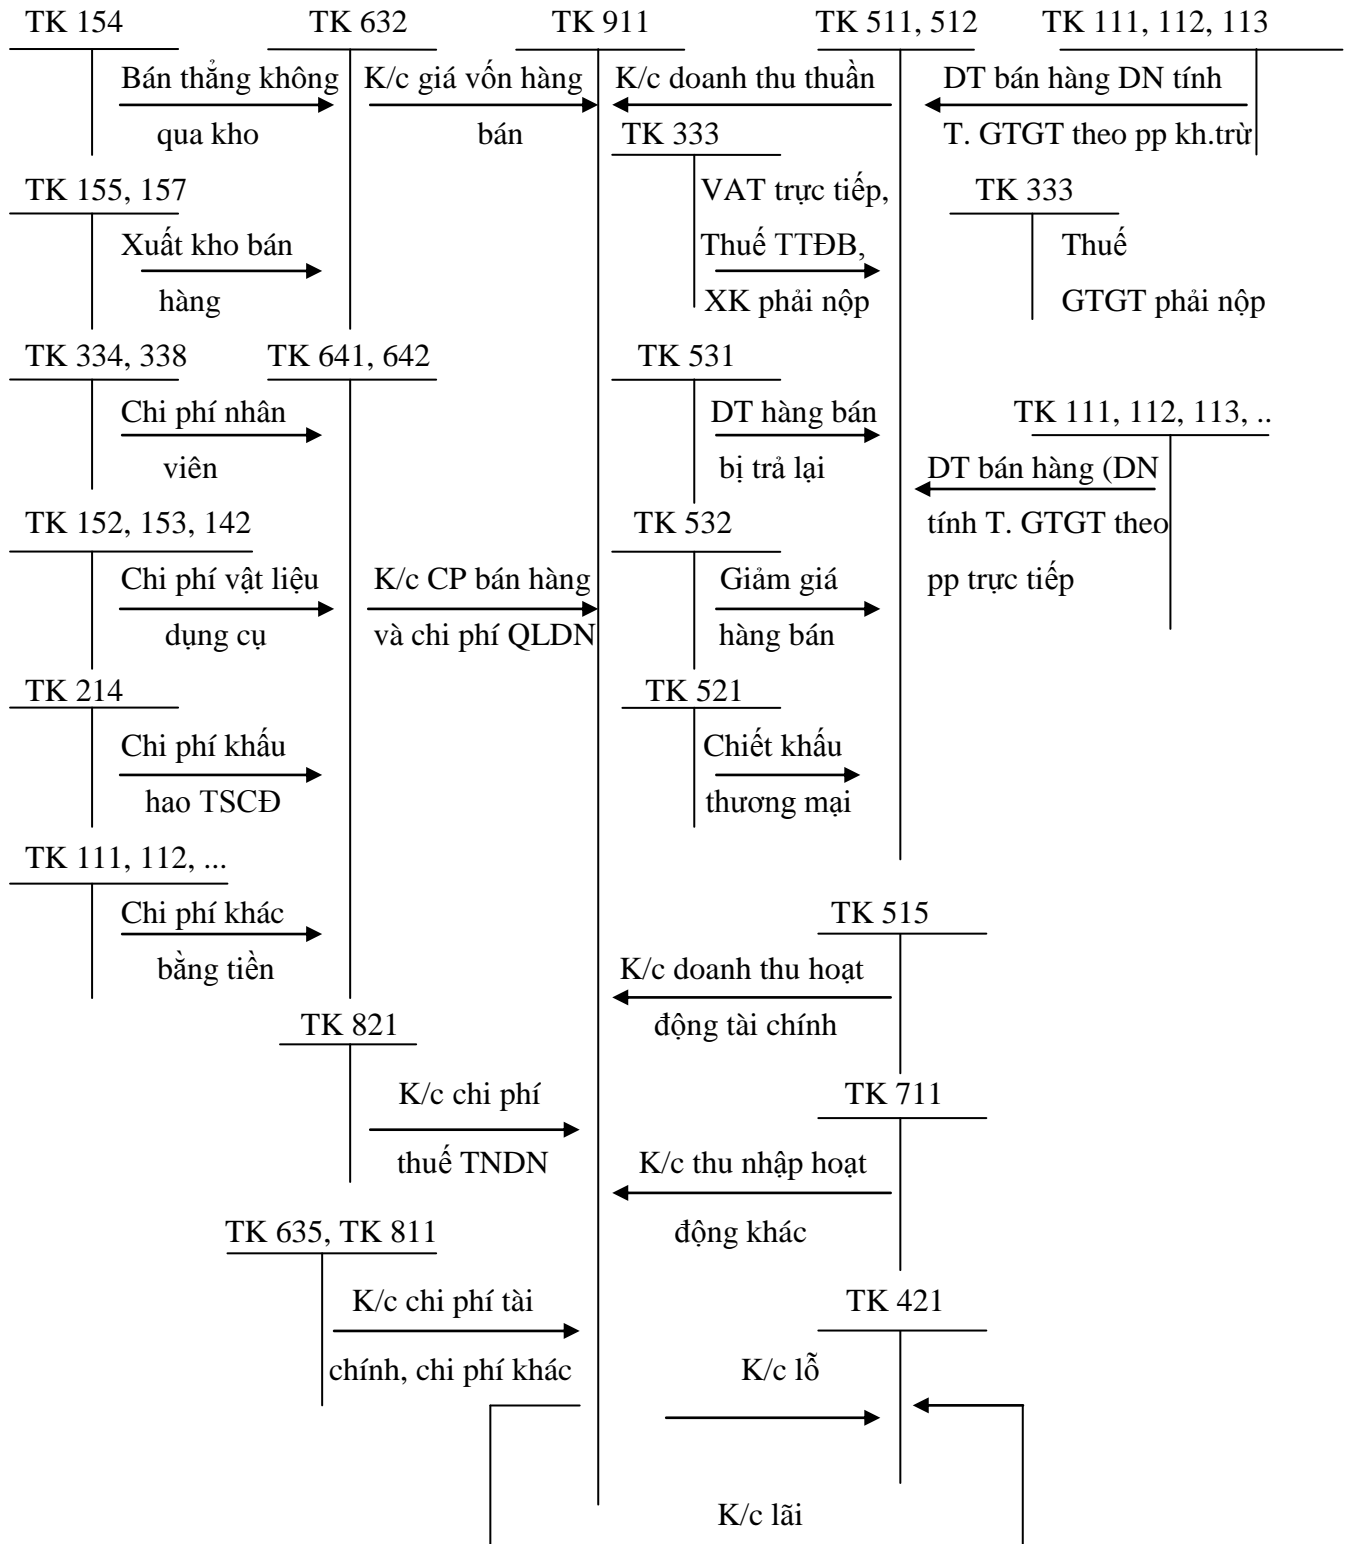 TK 154 TK 632 TK 911 TK 511, 512 TK 111, 112, 113
Bán thẳng không K/c giá vốn hàng K/c doanh thu thuần DT bán hàng DN tính
qua kho bán TK 333 T. GTGT theo pp kh.trừ
TK 155, 157 VAT trực tiếp, TK 333
Xuất kho bán Thuế TTĐB, Thuế
hàng XK phải nộp GTGT phải nộp
TK 334, 338 TK 641, 642 TK 531
Chi phí nhân DT hàng bán TK 111, 112, 113, ..
viên bị trả lại DT bán hàng (DN
TK 152, 153, 142 TK 532 tính T. GTGT theo
Chi phí vật liệu K/c CP bán hàng Giảm giá pp trực tiếp
dụng cụ và chi phí QLDN hàng bán
TK 214 TK 521
Chi phí khấu Chiết khấu
hao TSCĐ thương mại
TK 111, 112, ...
Chi phí khác TK 515
bằng tiền K/c doanh thu hoạt
TK 821 động tài chính
K/c chi phí TK 711
thuế TNDN K/c thu nhập hoạt
TK 635, TK 811 động khác
K/c chi phí tài TK 421
chính, chi phí khác K/c lỗ
K/c lãi